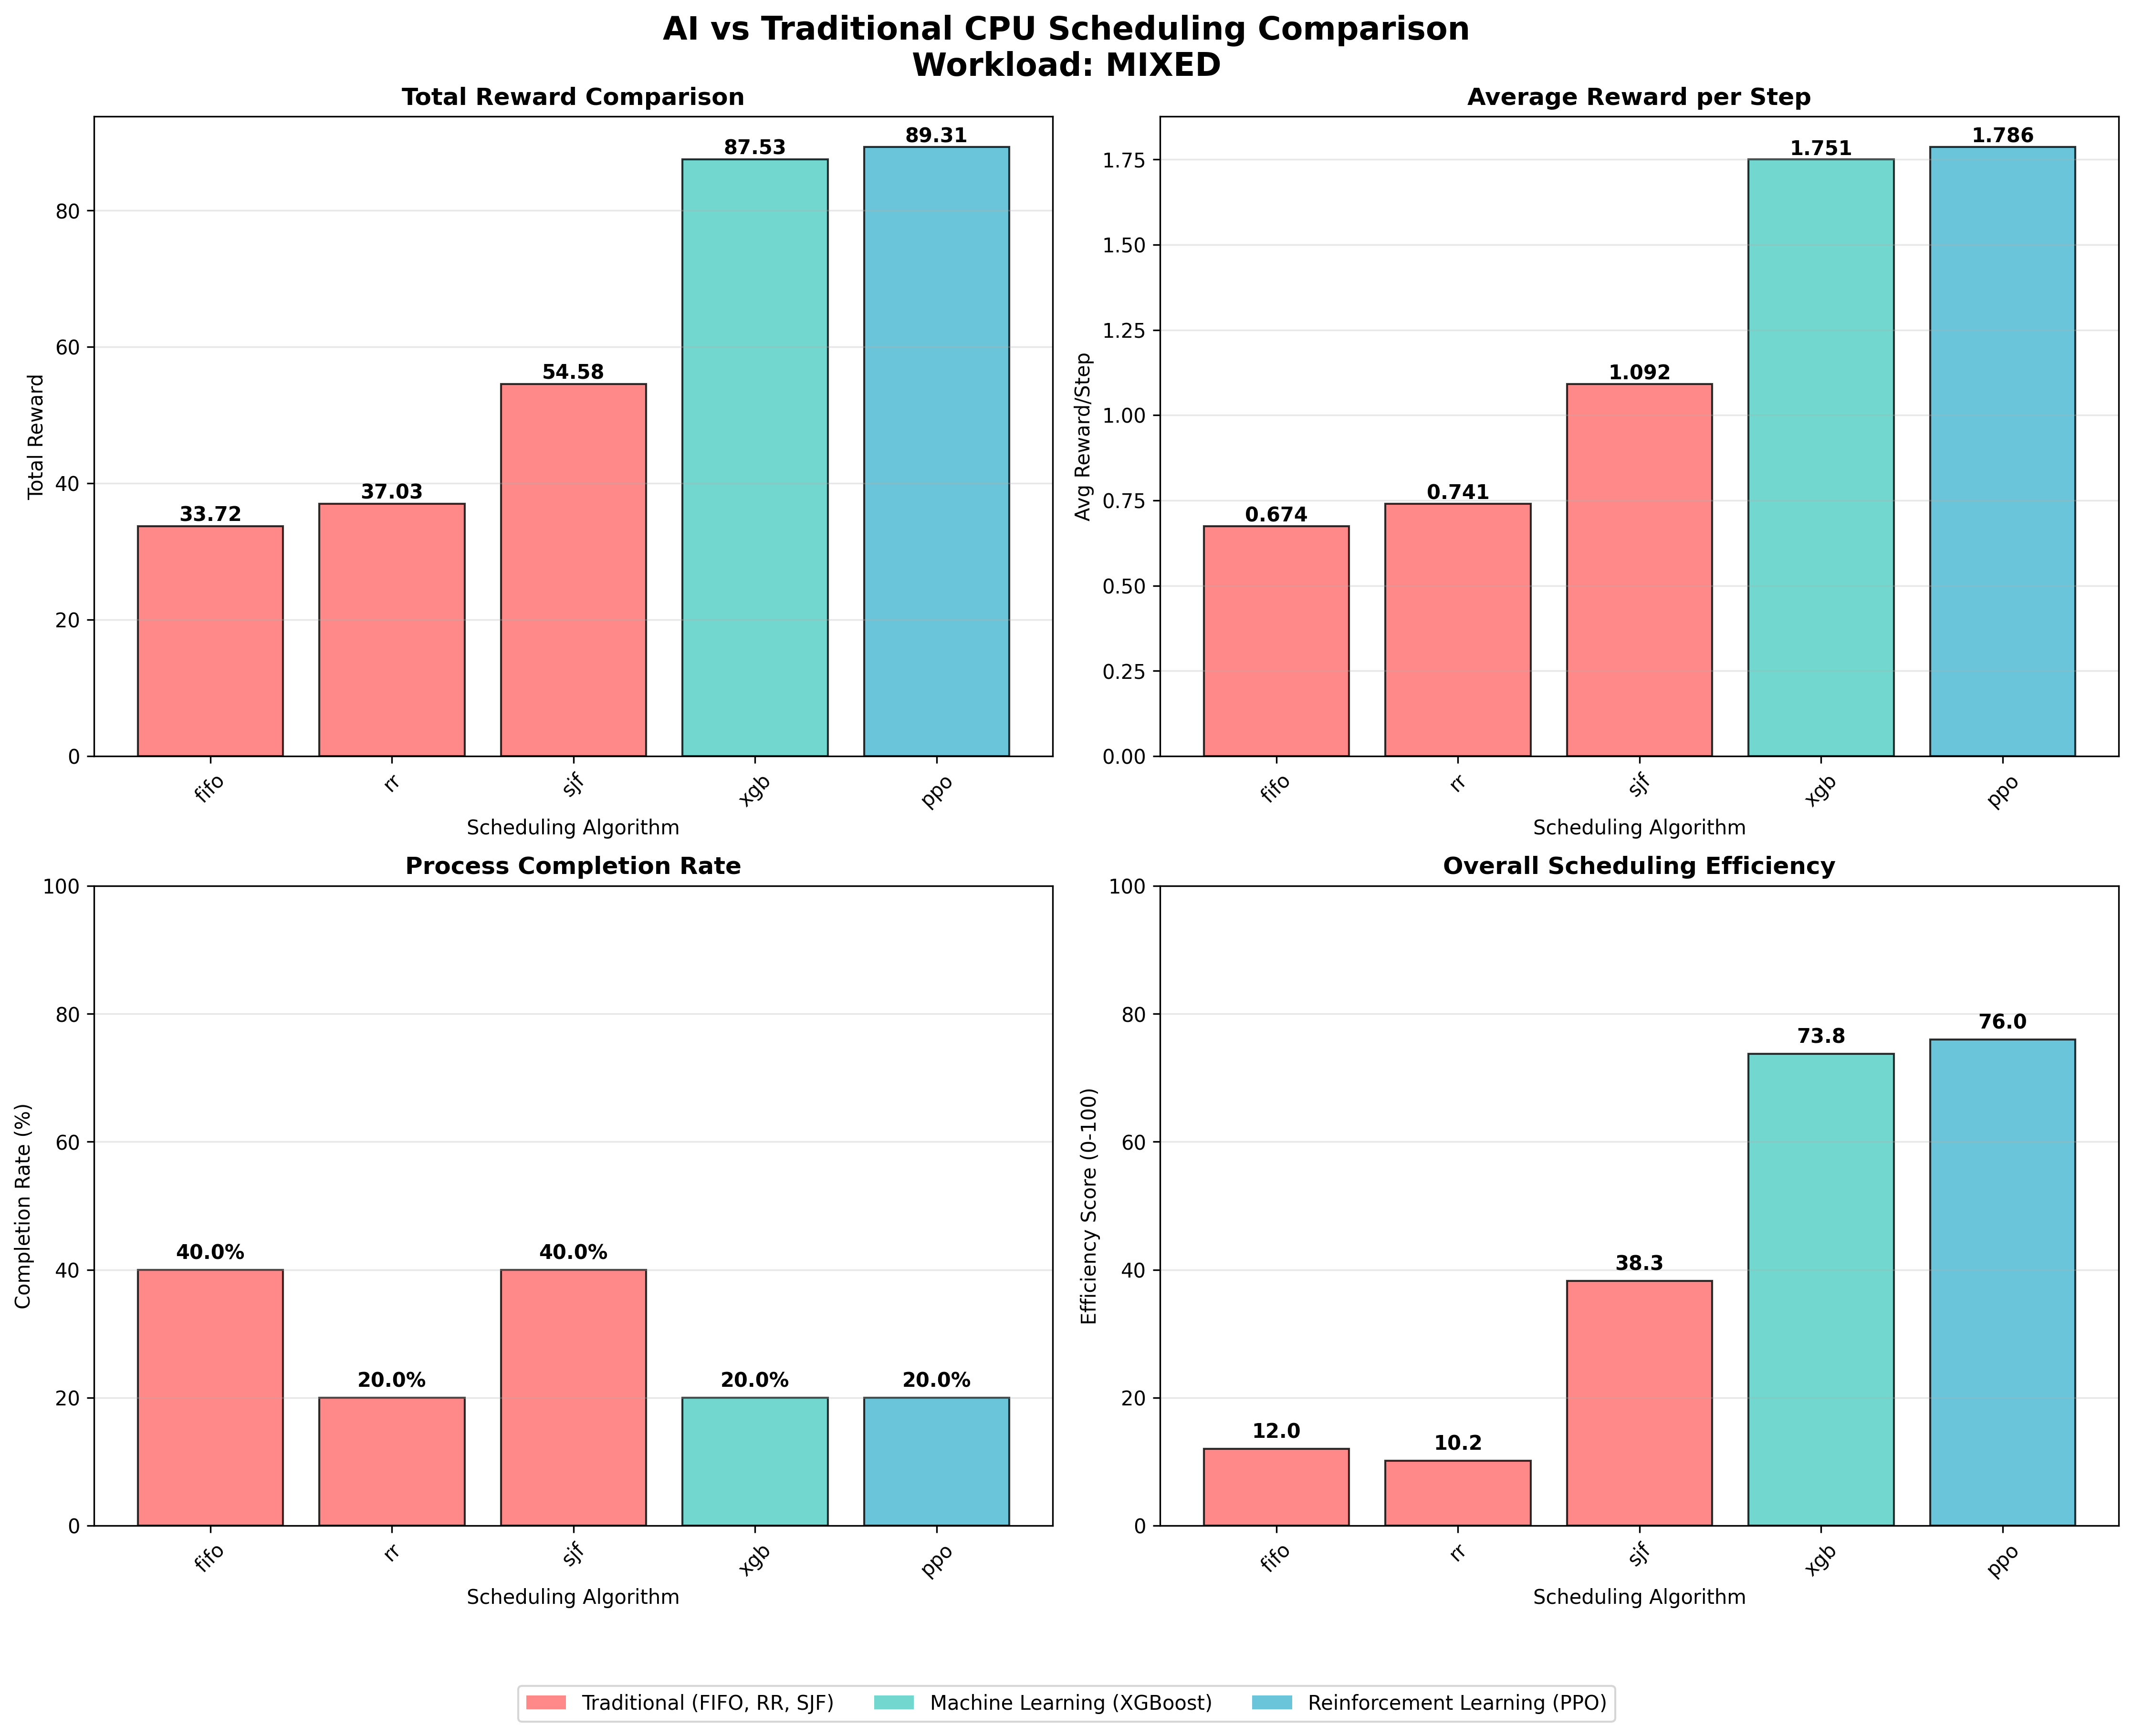 AI vs Traditional CPU Scheduling Comparison
Workload: MIXED
Total Reward Comparison
Total Reward
80
60
40
20
0
33.72
37.03
54.58
87.53
89.31
fifo
rr
sjf
xgb
ppo
Scheduling Algorithm
Average Reward per Step
Avg Reward/Step
1.75
1.50
1.25
1.00
0.75
0.50
0.25
0.00
0.674
0.741
1.092
1.751
1.786
fifo
rr
sjf
xgb
ppo
Scheduling Algorithm
Process Completion Rate
Completion Rate (%)
100
80
60
40
20
0
40.0%
20.0%
40.0%
20.0%
20.0%
fifo
rr
sjf
xgb
ppo
Scheduling Algorithm
Overall Scheduling Efficiency
Efficiency Score (0-100)
100
80
60
40
20
0
12.0
10.2
38.3
73.8
76.0
fifo
rr
sjf
xgb
ppo
Scheduling Algorithm
Traditional (FIFO, RR, SJF)
Machine Learning (XGBoost)
Reinforcement Learning (PPO)